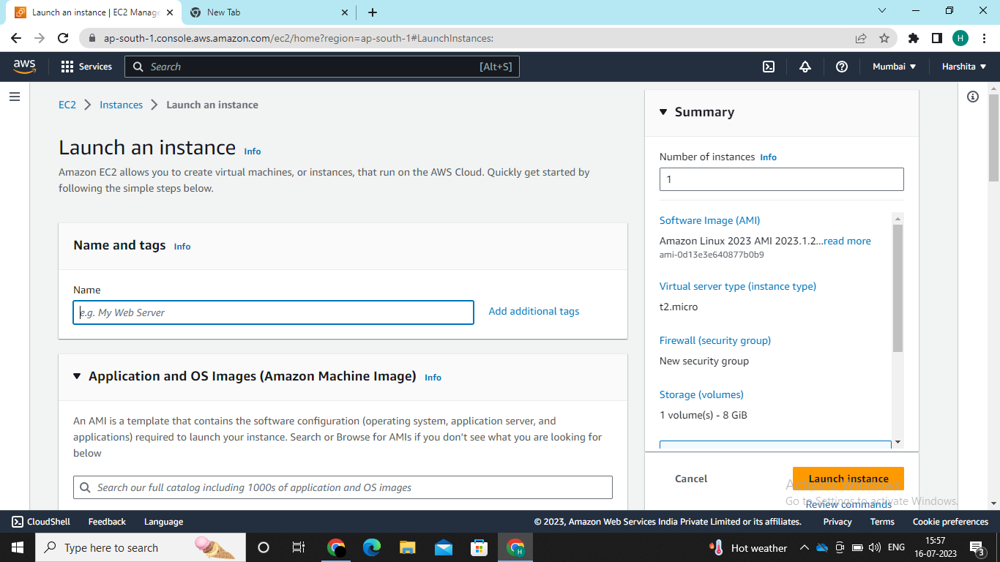 Launch an instance | EC2 Manage
New Tab
ap-south-1.console.aws.amazon.com/ec2/home?region=ap-south-1#LaunchInstances:
H
aws
Services
Search
[Alt+S]
Mumbai
Harshita
EC2
Instances
Launch an instance
Launch an instance Info
Amazon EC2 allows you to create virtual machines, or instances, that run on the AWS Cloud. Quickly get started by
following the simple steps below.
Name and tags Info
Name
e.g. My Web Server
Add additional tags
Application and OS Images (Amazon Machine Image) Info
An AMI is a template that contains the software configuration (operating system, application server, and
applications) required to launch your instance. Search or Browse for AMIs if you don't see what you are looking for
below
Search our full catalog including 1000s of application and OS images
Summary
Number of instances Info
1
Software Image (AMI)
Amazon Linux 2023 AMI 2023.1.2...read more
ami-0d13e3e640877b0b9
Virtual server type (instance type)
t2.micro
Firewall (security group)
New security group
Storage (volumes)
1 volume(s) - 8 GiB
Cancel
Launch instance
Review commands
Activate Windows
Go to Settings to activate Windows.
CloudShell
Feedback
Language
© 2023, Amazon Web Services India Private Limited or its affiliates.
Privacy
Terms
Cookie preferences
Type here to search
H
Hot weather
ENG
15:57
16-07-2023
3